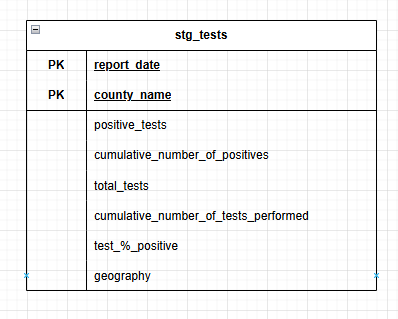 stg_tests
PK report_date
PK county_name
positive_tests
cumulative_number_of_positives
total_tests
cumulative_number_of_tests_performed
test_%_positive
geography